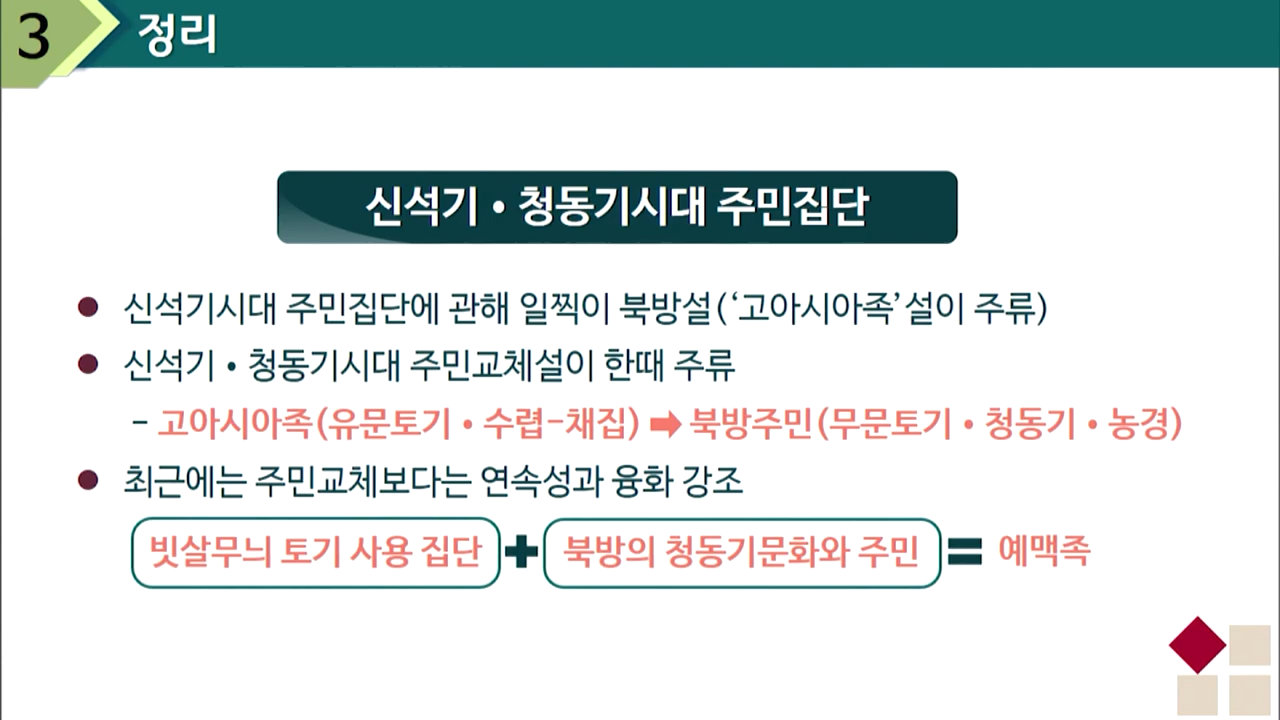 3
정리
신석기 • 청동기시대 주민집단
● 신석기시대 주민집단에 관해 일찍이 북방설(‘고아시아족’설이 주류)
● 신석기 • 청동기시대 주민교체설이 한때 주류
– 고아시아족(유문토기 • 수렵-채집) ➡ 북방주민(무문토기 • 청동기 • 농경)
● 최근에는 주민교체보다는 연속성과 융화 강조
빗살무늬 토기 사용 집단 + 북방의 청동기문화와 주민 = 예맥족